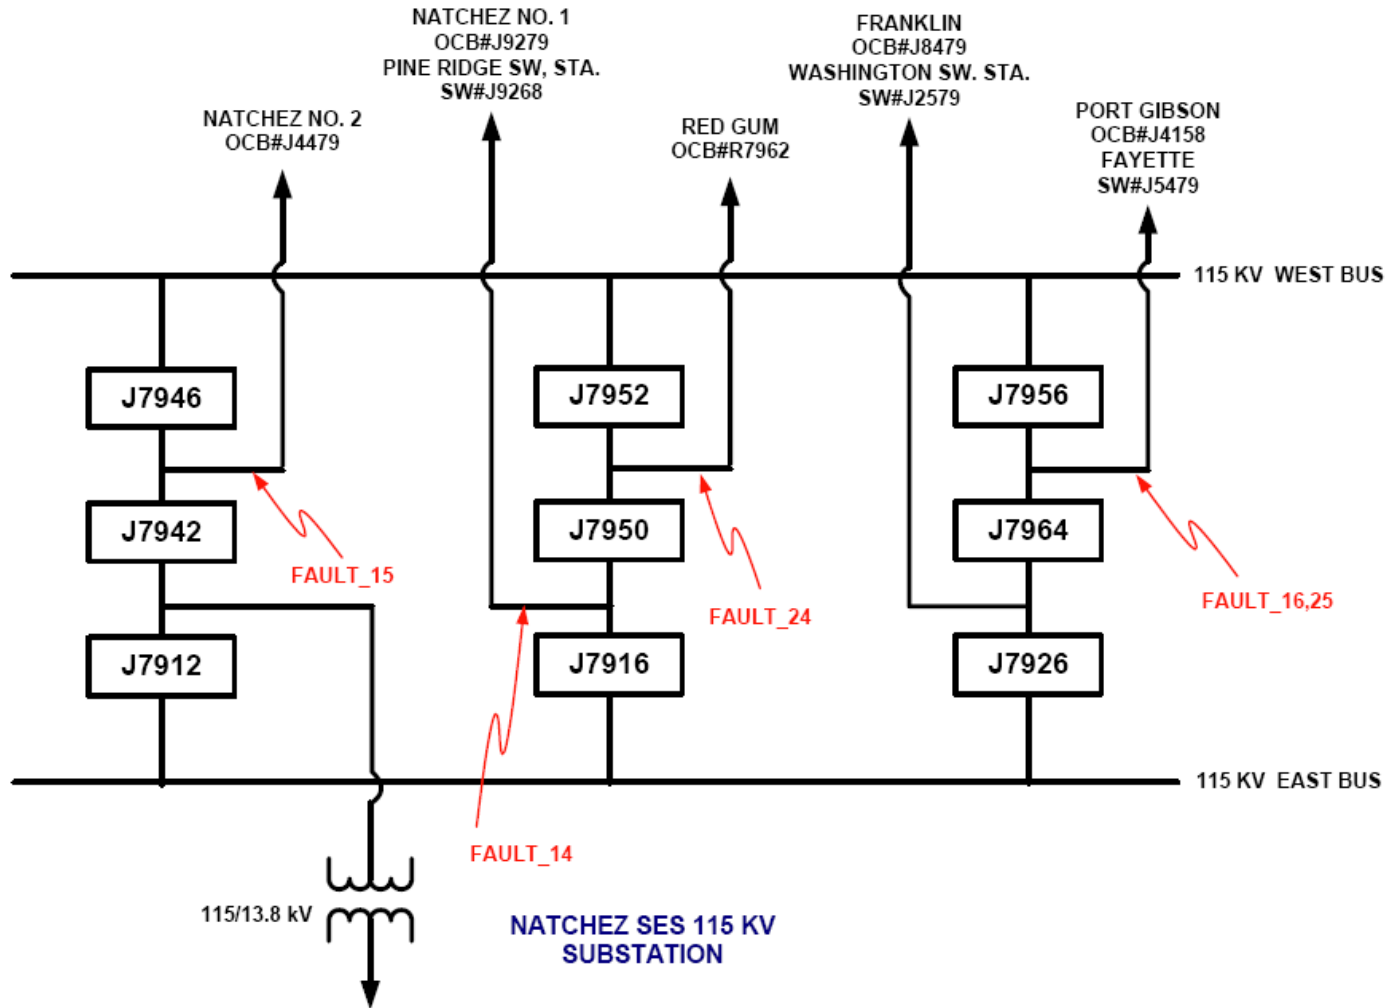 NATCHEZ NO. 1
OCB#J9279
PINE RIDGE SW, STA.
SW#J9268
FRANKLIN
OCB#J8479
WASHINGTON SW. STA.
SW#J2579
NATCHEZ NO. 2
OCB#J4479
RED GUM
OCB#R7962
PORT GIBSON
OCB#J4158
FAYETTE
SW#J5479
115 KV WEST BUS
J7946
J7952
J7956
J7942
J7950
J7964
FAULT_15
FAULT_24
FAULT_16,25
J7912
J7916
J7926
115 KV EAST BUS
FAULT_14
115/13.8 kV
NATCHEZ SES 115 KV
SUBSTATION